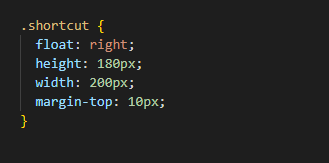 .shortcut {
  float: right;
  height: 180px;
  width: 200px;
  margin-top: 10px;
}